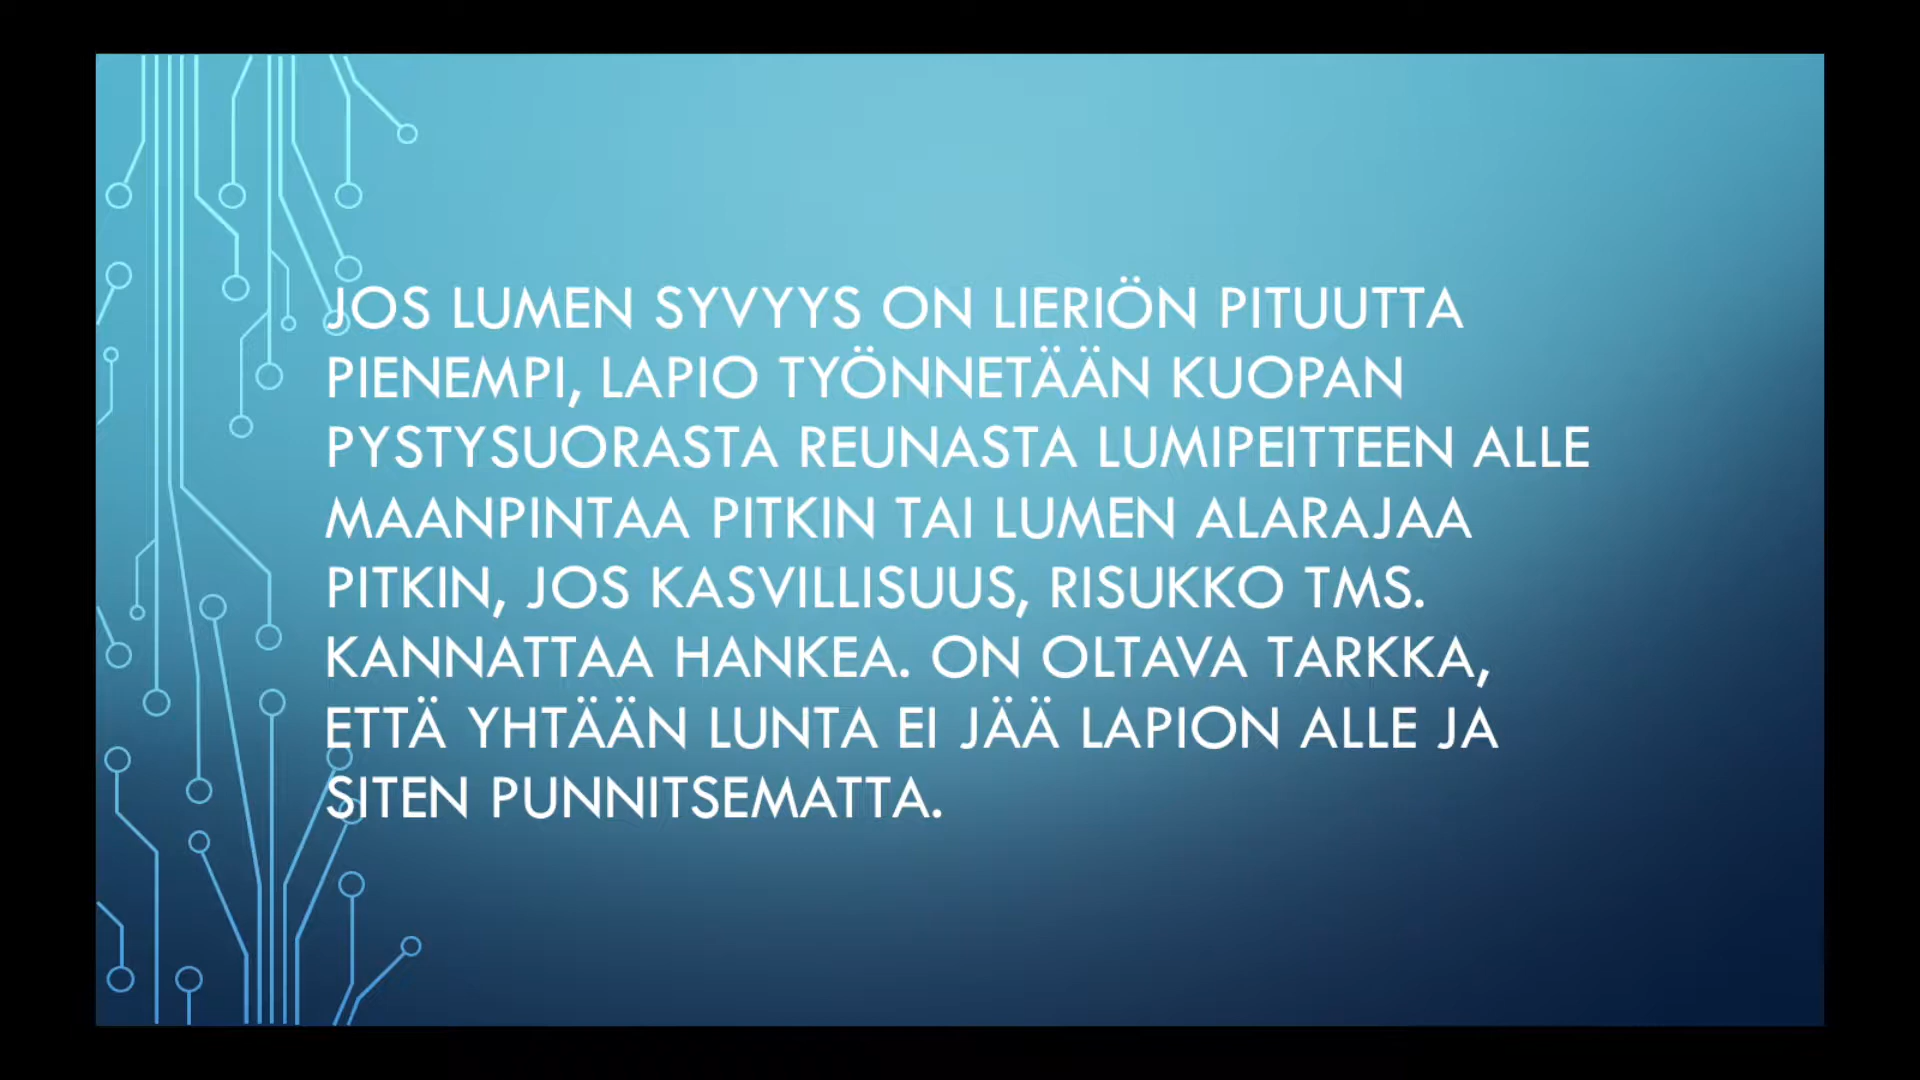 JOS LUMEN SYVYYS ON LIERIÖN PITUUTTA
PIENEMPI, LAPIO TYÖNNETÄÄN KUOPAN
PYSTYSUORASTA REUNASTA LUMIPEITTEEN ALLE
MAANPINTAA PITKIN TAI LUMEN ALARAJAA
PITKIN, JOS KASVILLISUUS, RISUKKO TMS.
KANNATTAA HANKEA. ON OLTAVA TARKKA,
ETTÄ YHTÄÄN LUNTA EI JÄÄ LAPION ALLE JA
SITEN PUNNITSEMATTA.